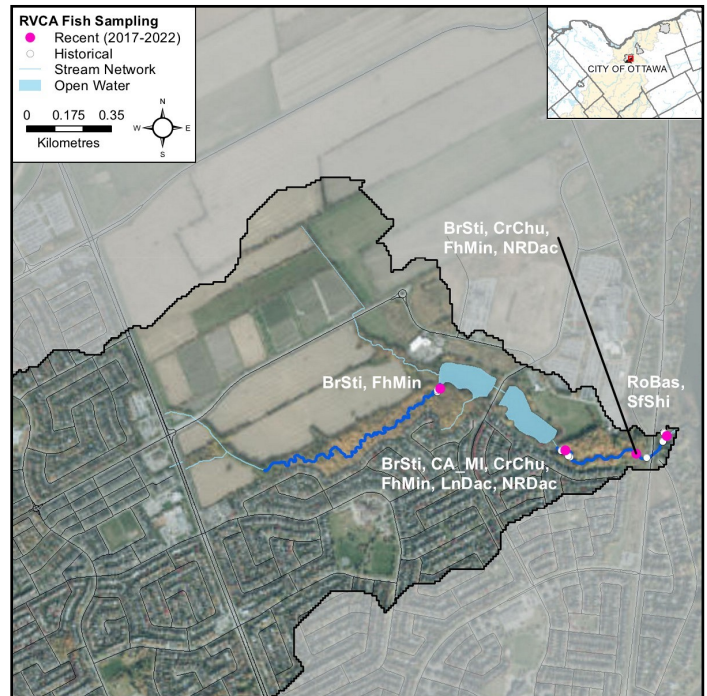 RVCA Fish Sampling
Recent (2017-2022)
Historical
Stream Network
Open Water
0 0.175 0.35
Kilometres
N
W E
S
CITY OF OTTAWA
BrSti, CrChu,
FhMin, NRDac
BrSti, FhMin
RoBas,
SfShi
BrSti, CA_MI, CrChu,
FhMin, LnDac, NRDac